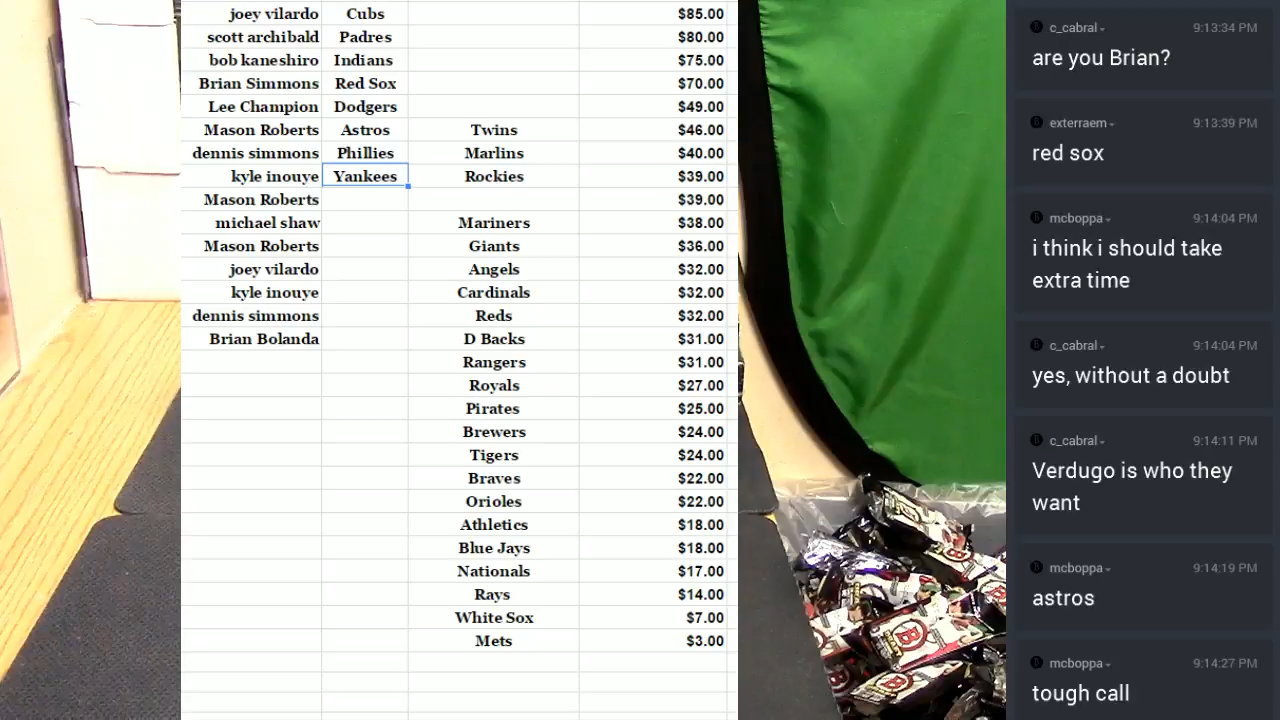 joey vilardo Cubs $85.00
scott archibald Padres $80.00
bob kaneshiro Indians $75.00
Brian Simmons Red Sox $70.00
Lee Champion Dodgers $49.00
Mason Roberts Astros Twins $46.00
dennis simmons Phillies Marlins $40.00
kyle inouye Yankees Rockies $39.00
Mason Roberts $39.00
michael shaw Mariners $38.00
Mason Roberts Giants $36.00
joey vilardo Angels $32.00
kyle inouye Cardinals $32.00
dennis simmons Reds $32.00
Brian Bolanda D Backs $31.00
Rangers $31.00
Royals $27.00
Pirates $25.00
Brewers $24.00
Tigers $24.00
Braves $22.00
Orioles $22.00
Athletics $18.00
Blue Jays $18.00
Nationals $17.00
Rays $14.00
White Sox $7.00
Mets $3.00
c_cabral 9:13:34 PM
are you Brian?
exterraem 9:13:39 PM
red sox
mcboppa 9:14:04 PM
i think i should take
extra time
c_cabral 9:14:04 PM
yes, without a doubt
c_cabral 9:14:11 PM
Verdugo is who they
want
mcboppa 9:14:19 PM
astros
mcboppa 9:14:27 PM
tough call